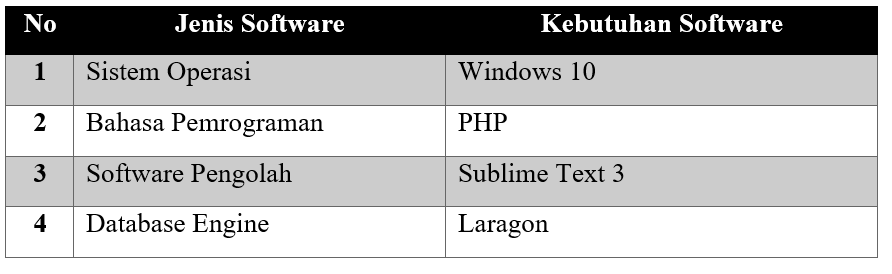 No Jenis Software Kebutuhan Software
1 Sistem Operasi Windows 10
2 Bahasa Pemrograman PHP
3 Software Pengolah Sublime Text 3
4 Database Engine Laragon